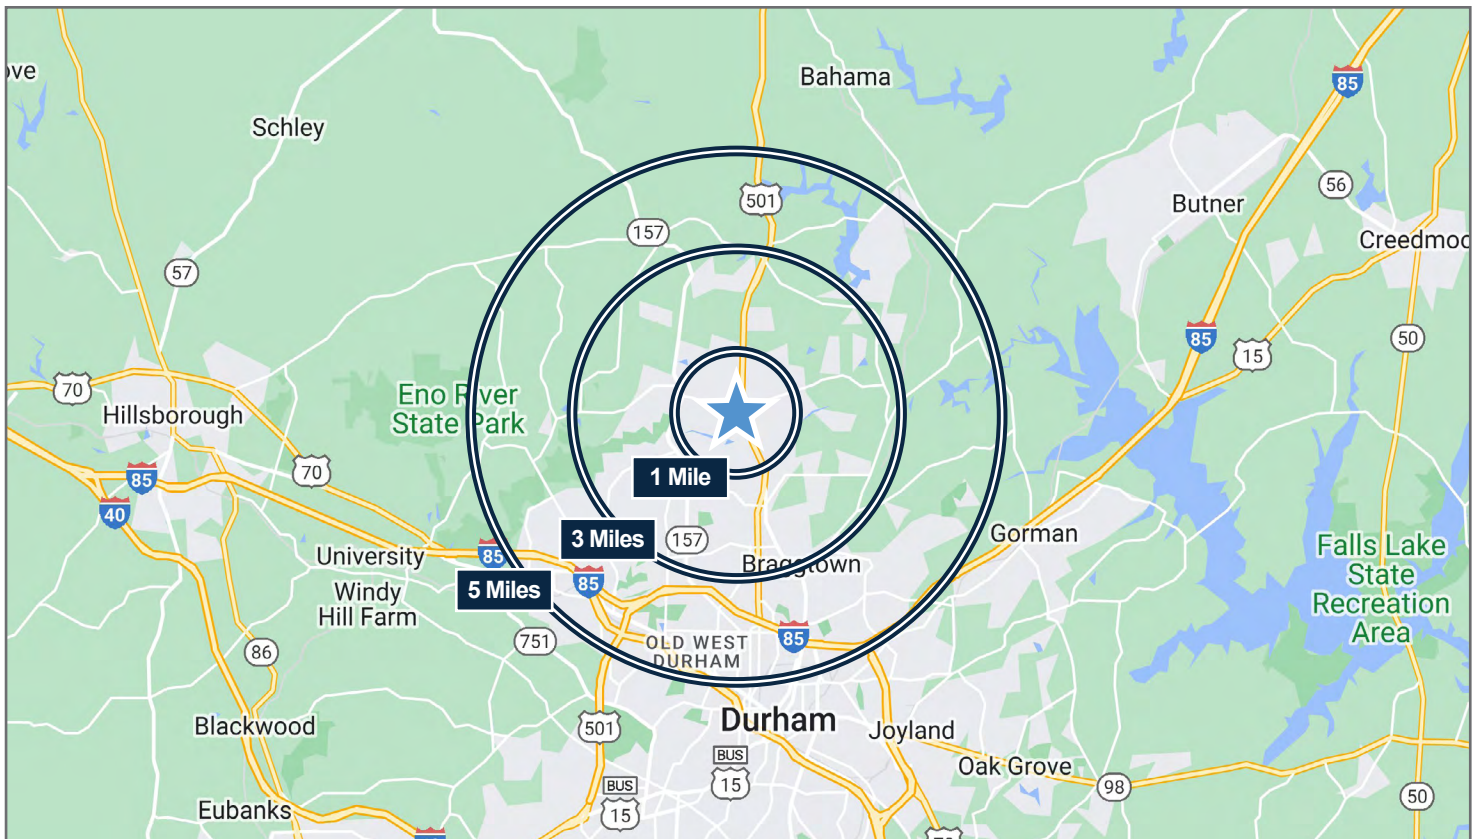 ove
Bahama
85
Schley
56
501
Butner
157
Creedmoo
57
85
50
15
70
Eno River
State Park
Hillsborough
70
1 Mile
85
40
3 Miles
157
Gorman
University
85
Braggtown
Falls Lake
State
Recreation
Area
85
5 Miles
Windy
Hill Farm
751
OLD WEST
DURHAM
85
86
Durham
Blackwood
501
Joyland
BUS
15
Oak Grove
98
BUS
15
50
Eubanks